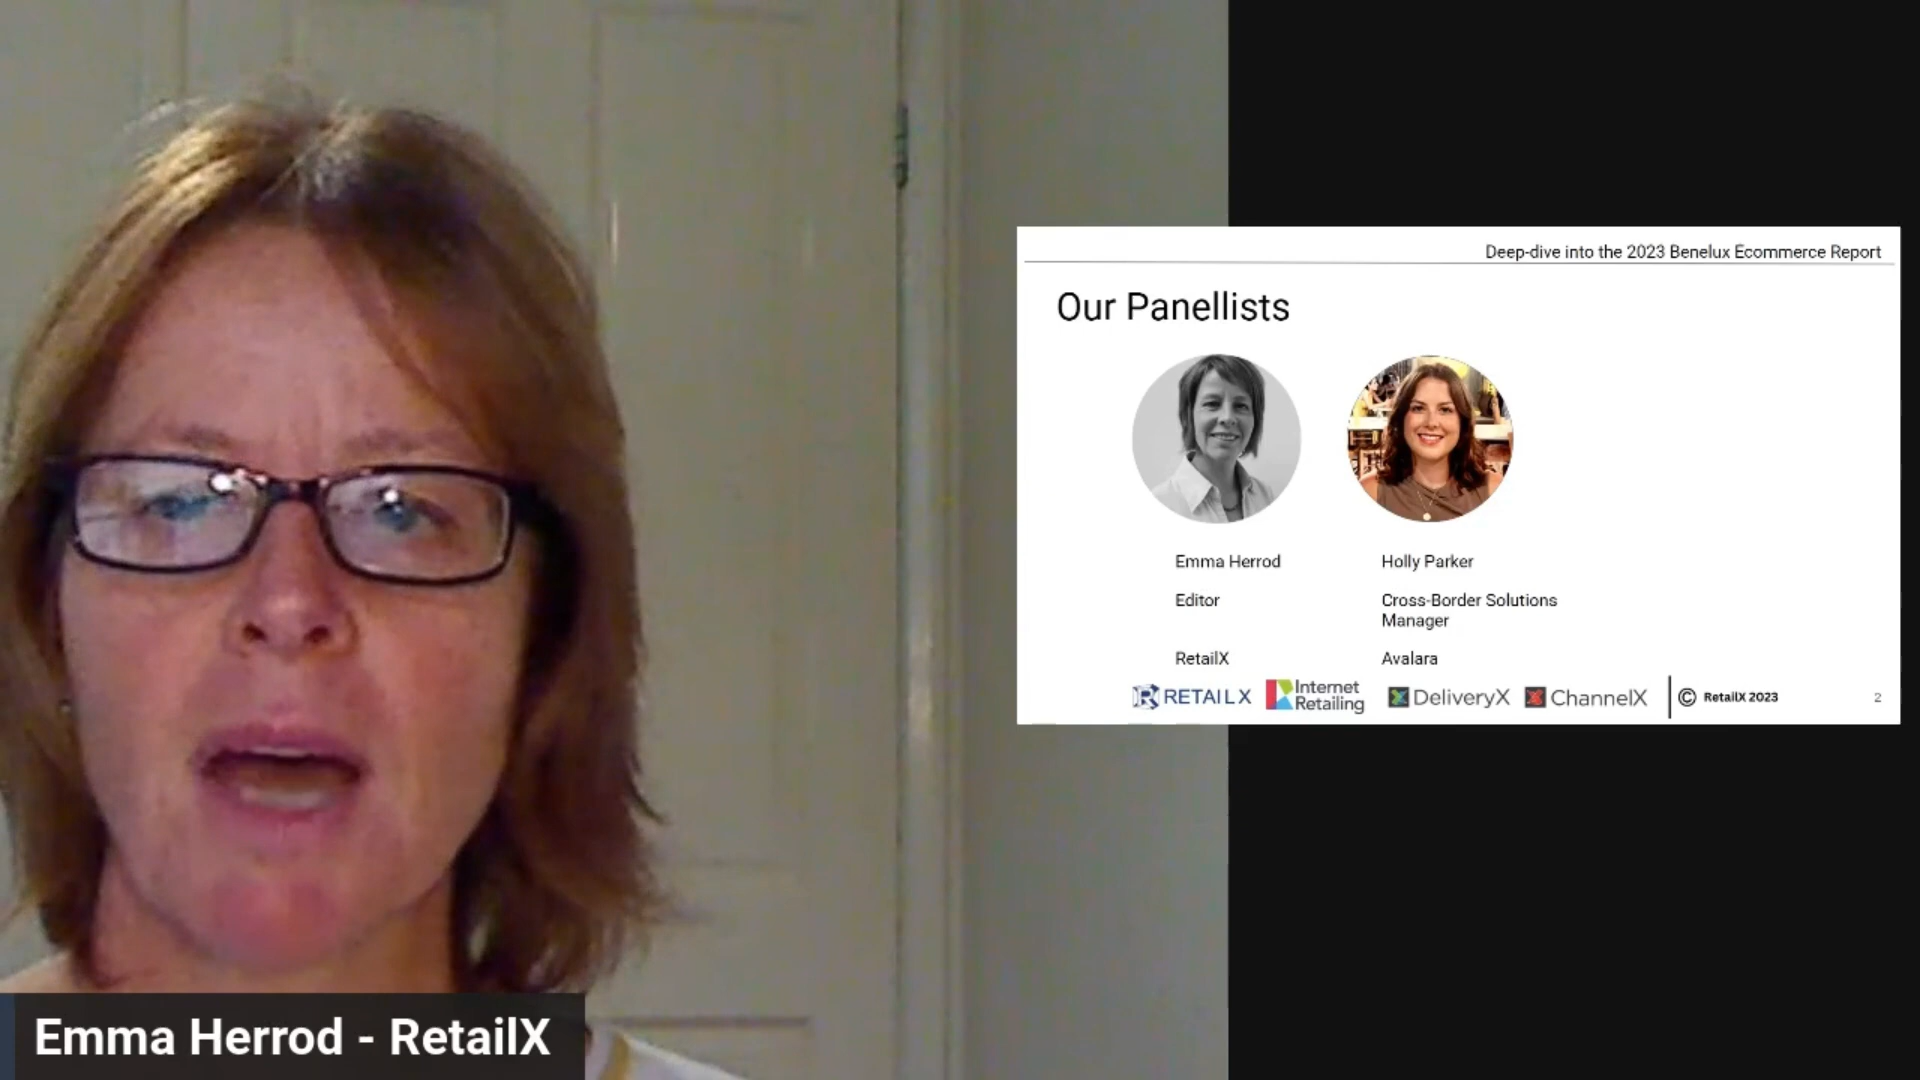 Deep-dive into the 2023 Benelux Ecommerce Report
Our Panellists
Emma Herrod
Editor
RetailX
Holly Parker
Cross-Border Solutions
Manager
Avalara
RETAIL X
Internet
Retailing
DeliveryX
ChannelX
© RetailX 2023
2
Emma Herrod - RetailX